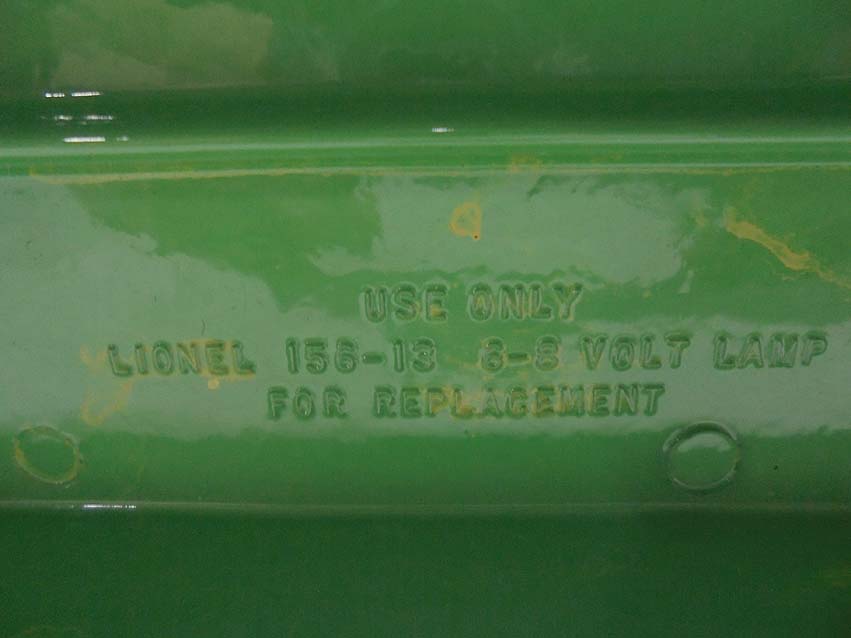 USE ONLY
LIONEL 156-13 6-8 VOLT LAMP
FOR REPLACEMENT